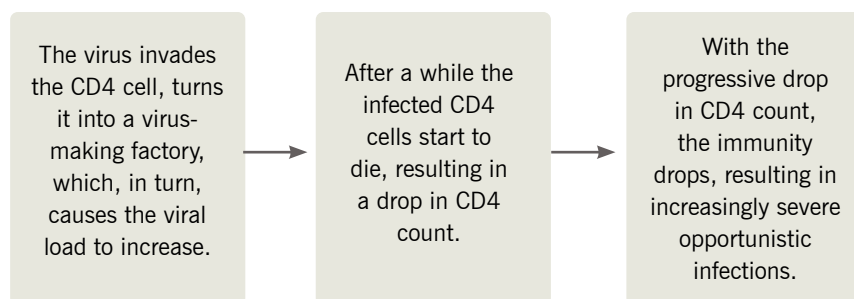 The virus invades
the CD4 cell, turns
it into a virus-
making factory,
which, in turn,
causes the viral
load to increase.
After a while the
infected CD4
cells start to
die, resulting in
a drop in CD4
count.
With the
progressive drop
in CD4 count,
the immunity
drops, resulting in
increasingly severe
opportunistic
infections.